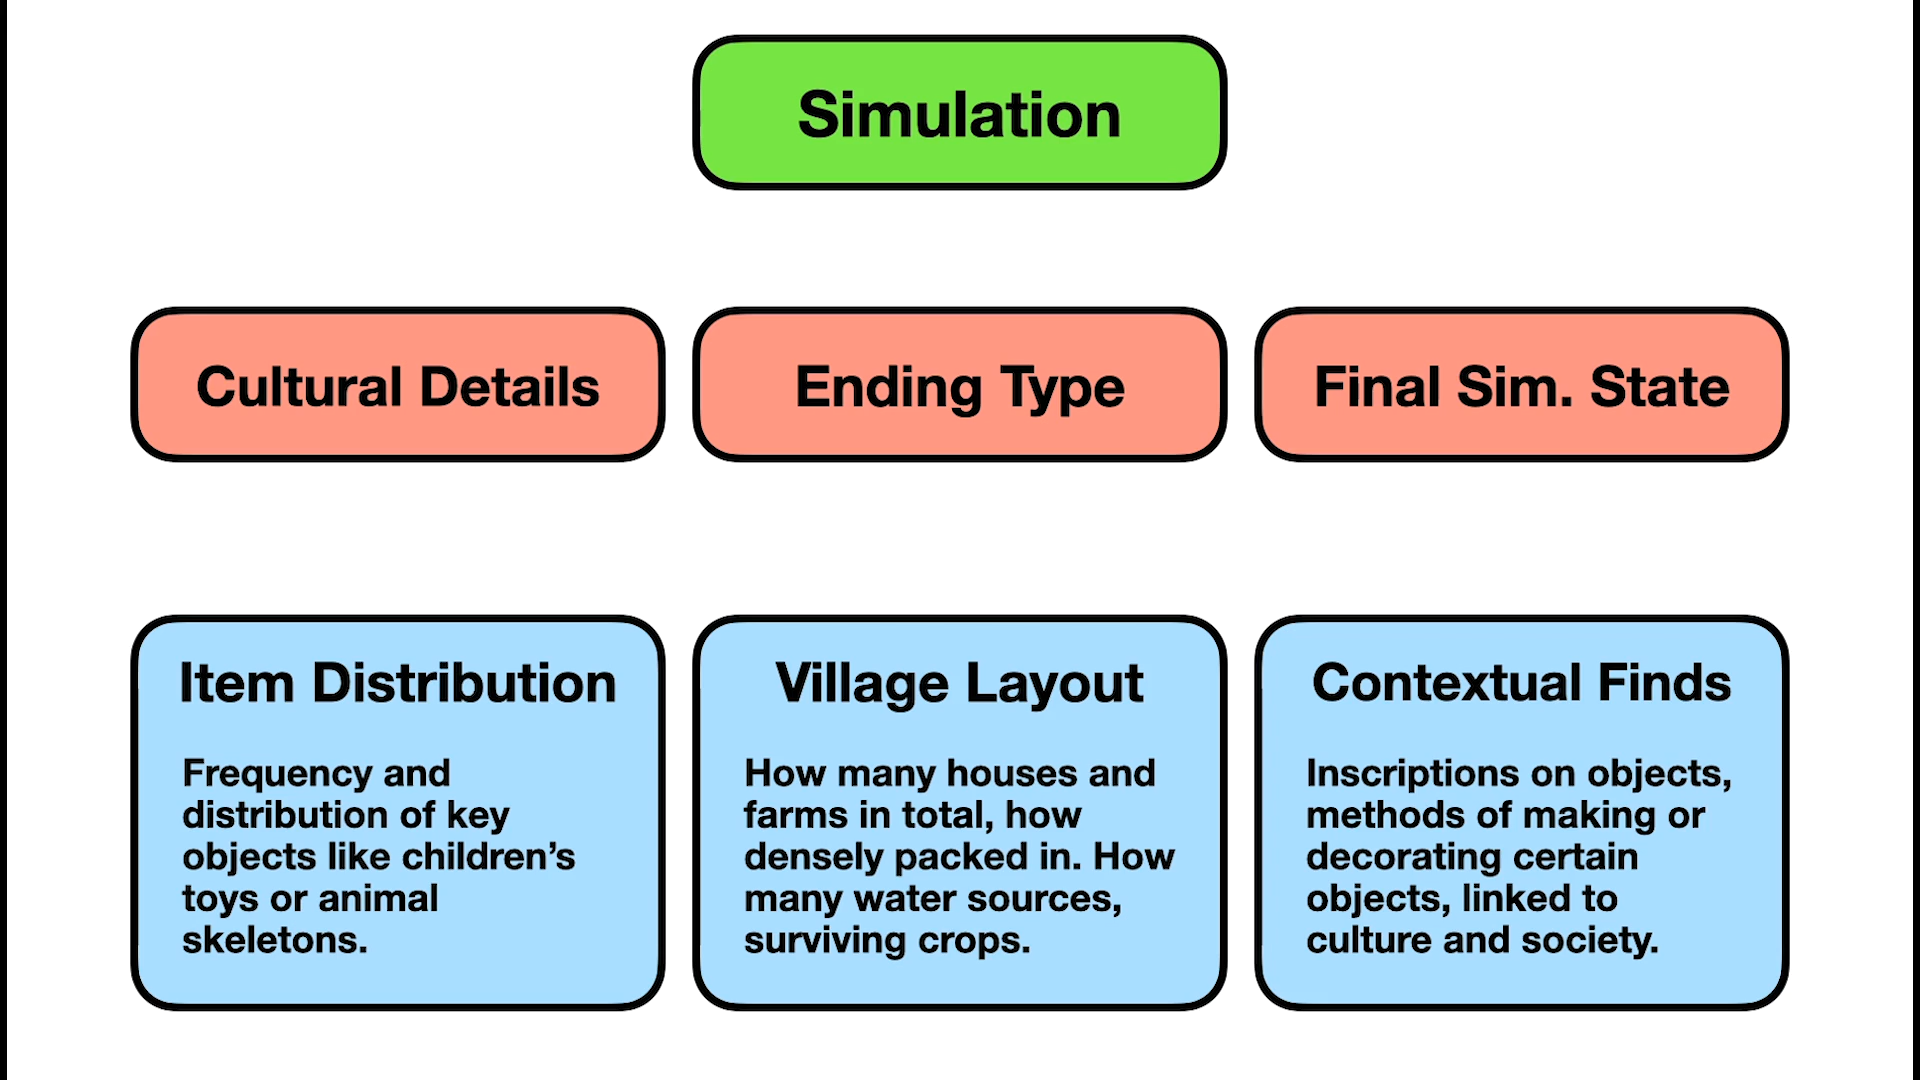 Simulation
Cultural Details
Ending Type
Final Sim. State
Item Distribution
Frequency and
distribution of key
objects like children’s
toys or animal
skeletons.
Village Layout
How many houses and
farms in total, how
densely packed in. How
many water sources,
surviving crops.
Contextual Finds
Inscriptions on objects,
methods of making or
decorating certain
objects, linked to
culture and society.